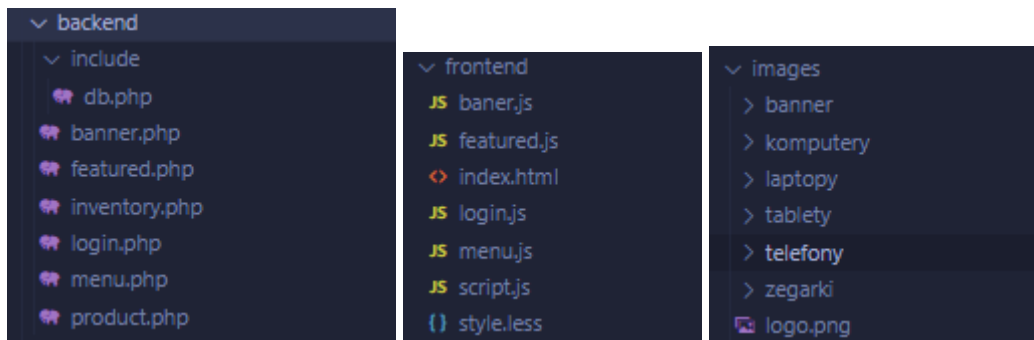 backend
include
db.php
banner.php
featured.php
inventory.php
login.php
menu.php
product.php
frontend
JS baner.js
JS featured.js
<> index.html
JS login.js
JS menu.js
JS script.js
{} style.less
images
banner
komputery
laptopy
tablety
telefony
zegarki
logo.png